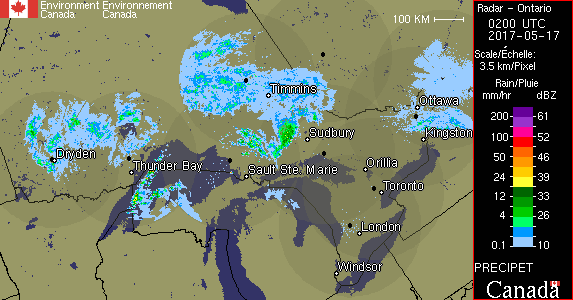 Environment Environnement
Canada Canada
100 KM
Timmins
Ottawa
Sudbury
Kingston
Dryden
Thunder Bay
Sault Ste. Marie
Orillia
Toronto
London
Windsor
Radar - Ontario
0200 UTC
2017-05-17
Scale/Échelle:
3.5 km/Pixel
Rain/Pluie
mm/hr dBZ
200 61
100 52
50 46
24 39
12 33
4 26
0.1 10
PRECIPET
Canada